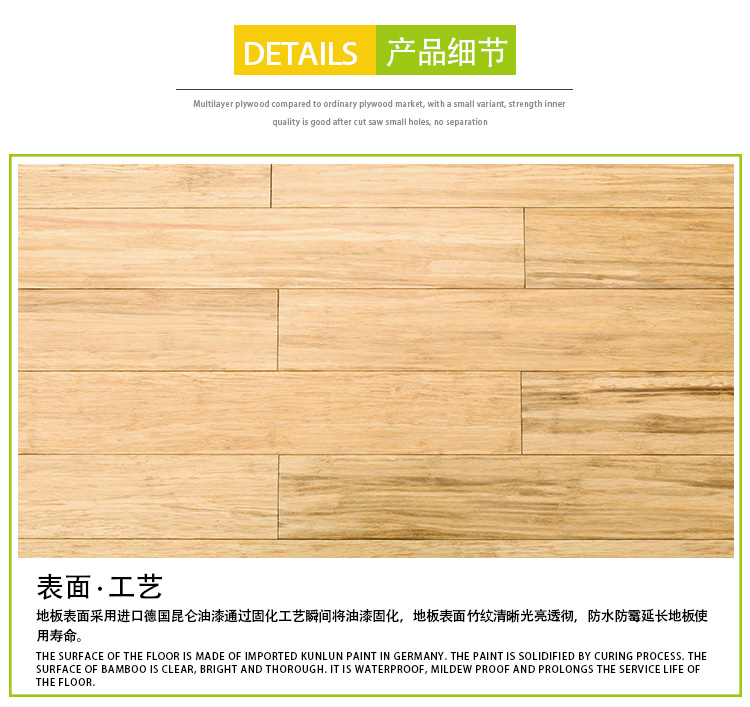 DETAILS 产品细节
Multilayer plywood compared to ordinary plywood market, with a small variant, strength inner
quality is good after cut saw small holes, no separation
表面·工艺
地板表面采用进口德国昆仑油漆通过固化工艺瞬间将油漆固化，地板表面竹纹清晰光亮透彻，防水防霉延长地板使
用寿命。
THE SURFACE OF THE FLOOR IS MADE OF IMPORTED KUNLUN PAINT IN GERMANY. THE PAINT IS SOLIDIFIED BY CURING PROCESS. THE
SURFACE OF BAMBOO IS CLEAR, BRIGHT AND THOROUGH. IT IS WATERPROOF, MILDEW PROOF AND PROLONGS THE SERVICE LIFE OF
THE FLOOR.